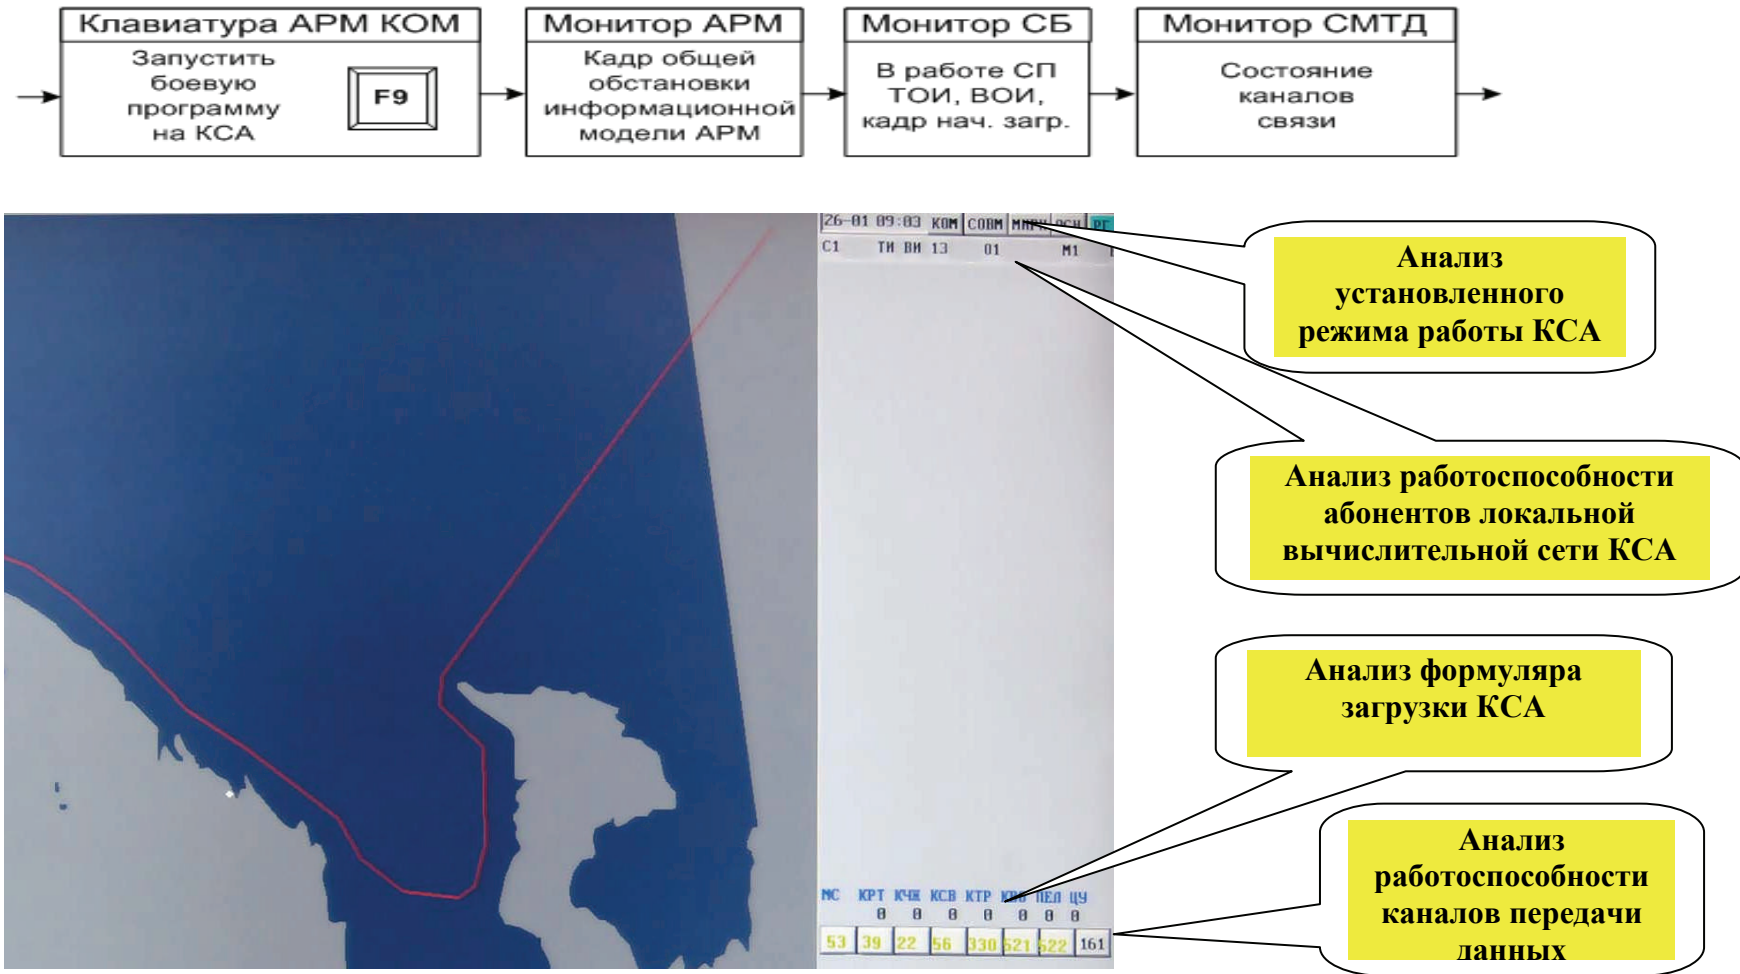 Клавиатура АРМ КОМ
Запустить
боевую
программу
на КСА
F9
Монитор АРМ
Кадр общей
обстановки
информационной
модели АРМ
Монитор СБ
В работе СП
ТОИ, ВОИ,
кадр нач. загр.
Монитор СМТД
Состояние
каналов
связи
26-01 09:03 КОМ СОВМ РГ
С1 ТИ ВИ 13 01 М1
Анализ
установленного
режима работы КСА
Анализ работоспособности
абонентов локальной
вычислительной сети КСА
Анализ формуляра
загрузки КСА
МС КРТ КЧЖ КСВ КТР ПЕЛ ЦУ
0 0 0 0 0 0 0
53 39 22 56 330 521 522 161
Анализ
работоспособности
каналов передачи
данных